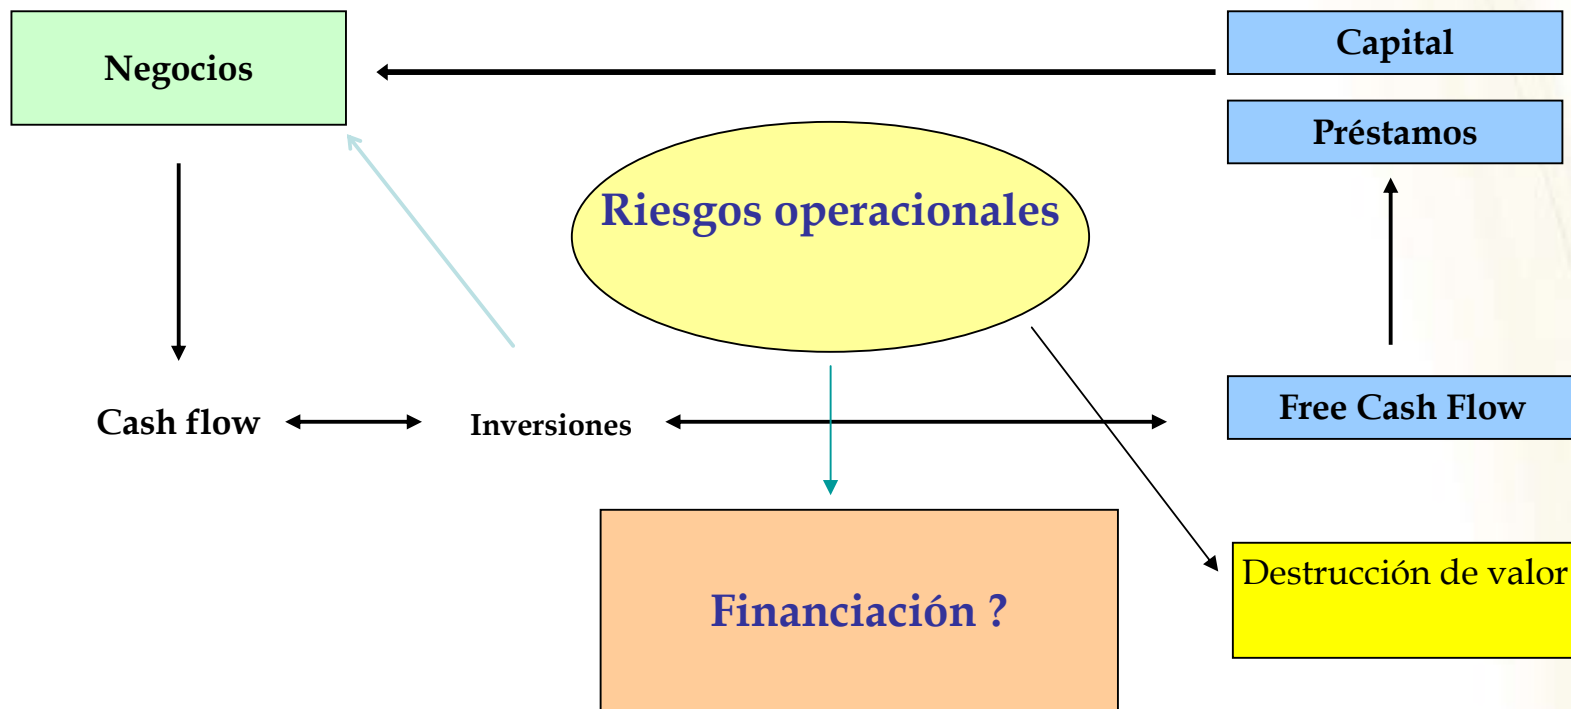 Negocios
Capital
Préstamos
Riesgos operacionales
Cash flow
Inversiones
Free Cash Flow
Destrucción de valor
Financiación ?